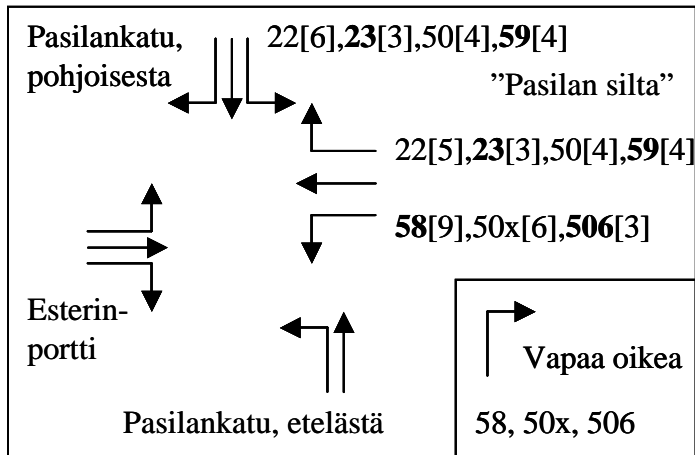 Pasilankatu, pohjoisesta
22[6],23[3],50[4],59[4]
"Pasilan silta"
22[5],23[3],50[4],59[4]
58[9],50x[6],506[3]
Esterin-
portti
Vapaa oikea
Pasilankatu, etelästä
58, 50x, 506